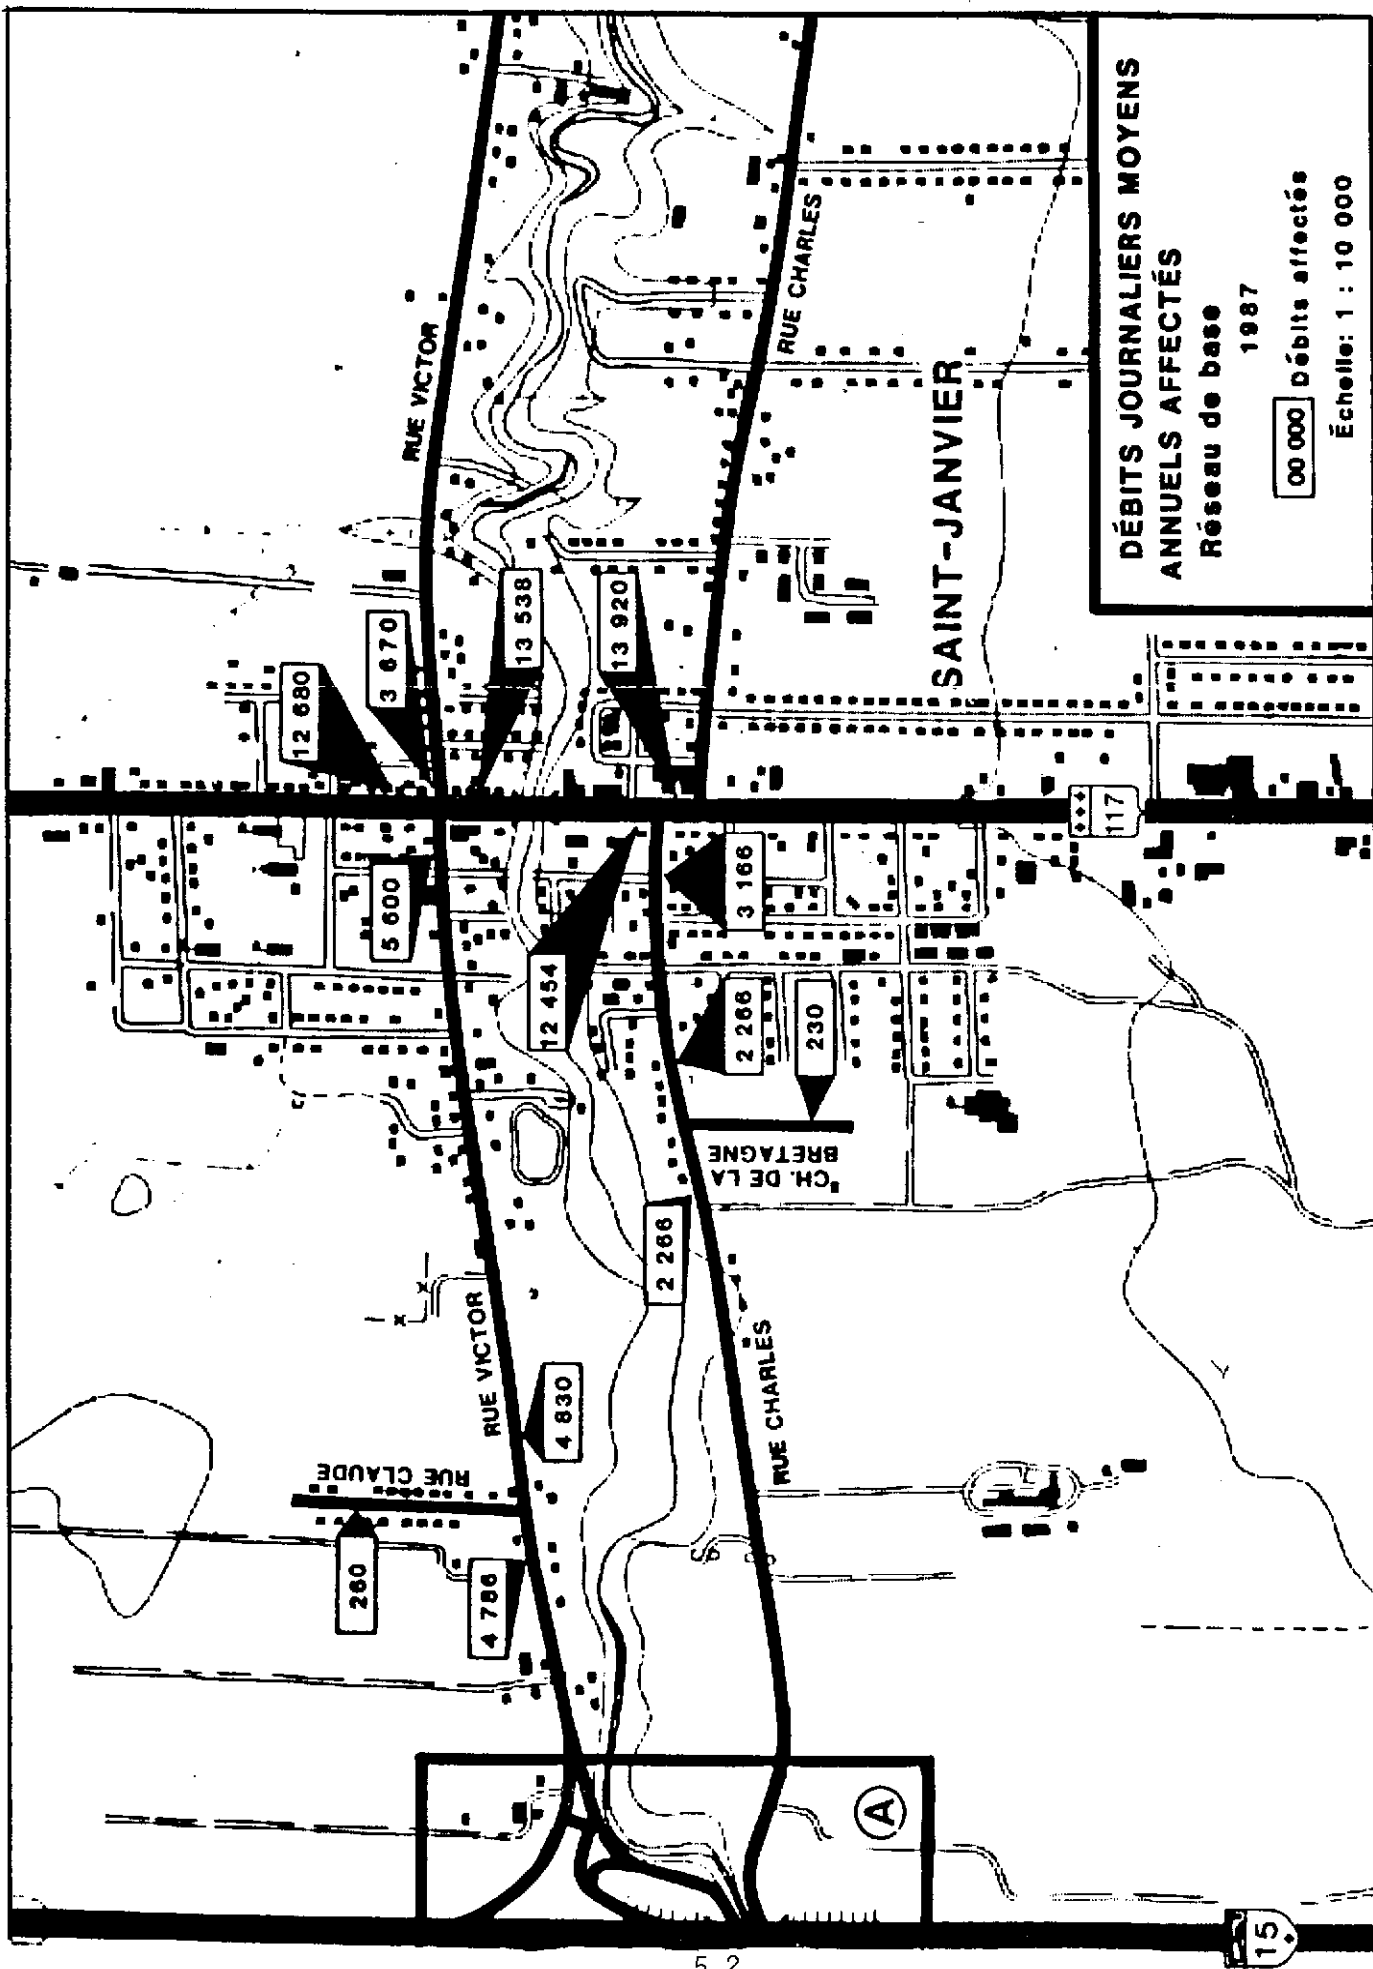 DÉBITS JOURNALIERS MOYENS
ANNUELS AFFECTÉS
Réseau de base
1987
00 000 Débits affectés
Échelle: 1 : 10 000
RUE VICTOR
RUE CHARLES
SAINT-JANVIER
12 680
3 670
13 538
13 920
117
5 600
12 454
3 166
2 266
230
CH. DE LA
BRETAGNE
2 266
RUE VICTOR
4 830
RUE CHARLES
RUE CLAUDE
260
4 786
A
15
5.2